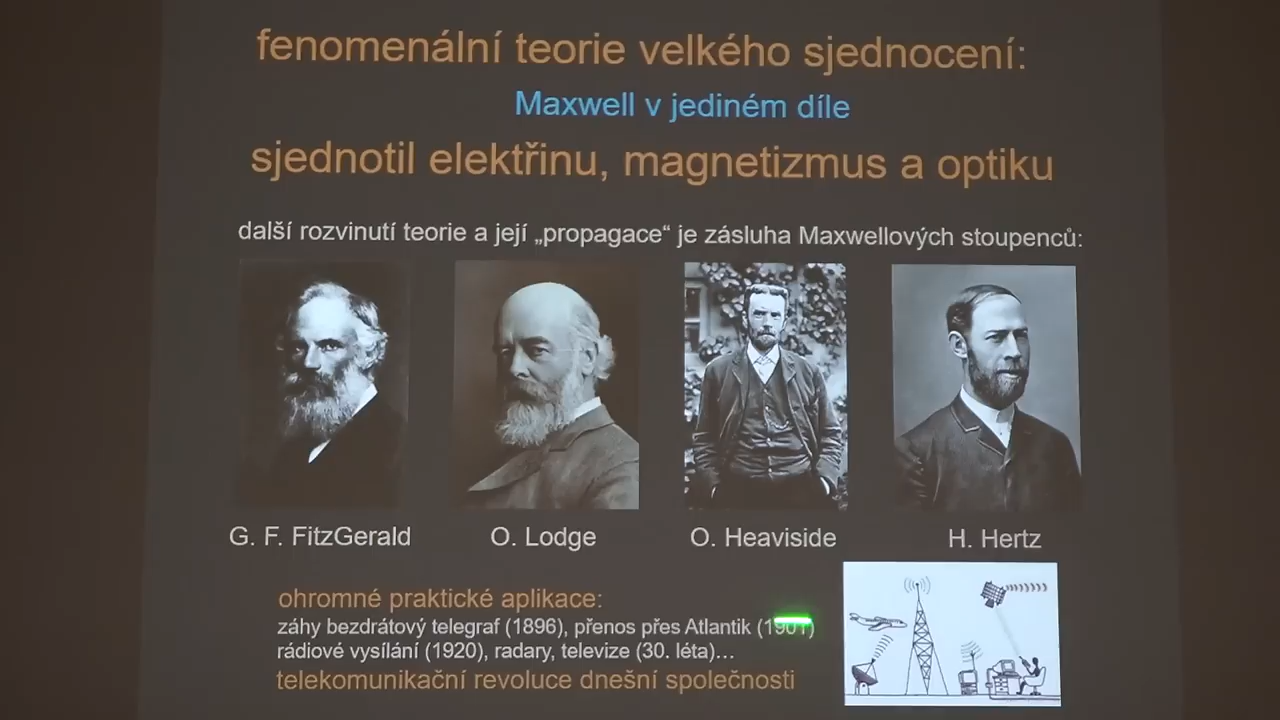 fenomenální teorie velkého sjednocení:
Maxwell v jediném díle
sjednotil elektřinu, magnetizmus a optiku
další rozvinutí teorie a její „propagace“ je zásluha Maxwellových stoupenců:
G. F. FitzGerald
O. Lodge
O. Heaviside
H. Hertz
ohromné praktické aplikace:
záhy bezdrátový telegraf (1896), přenos přes Atlantik (1901)
rádiové vysílání (1920), radary, televize (30. léta)…
telekomunikační revoluce dnešní společnosti